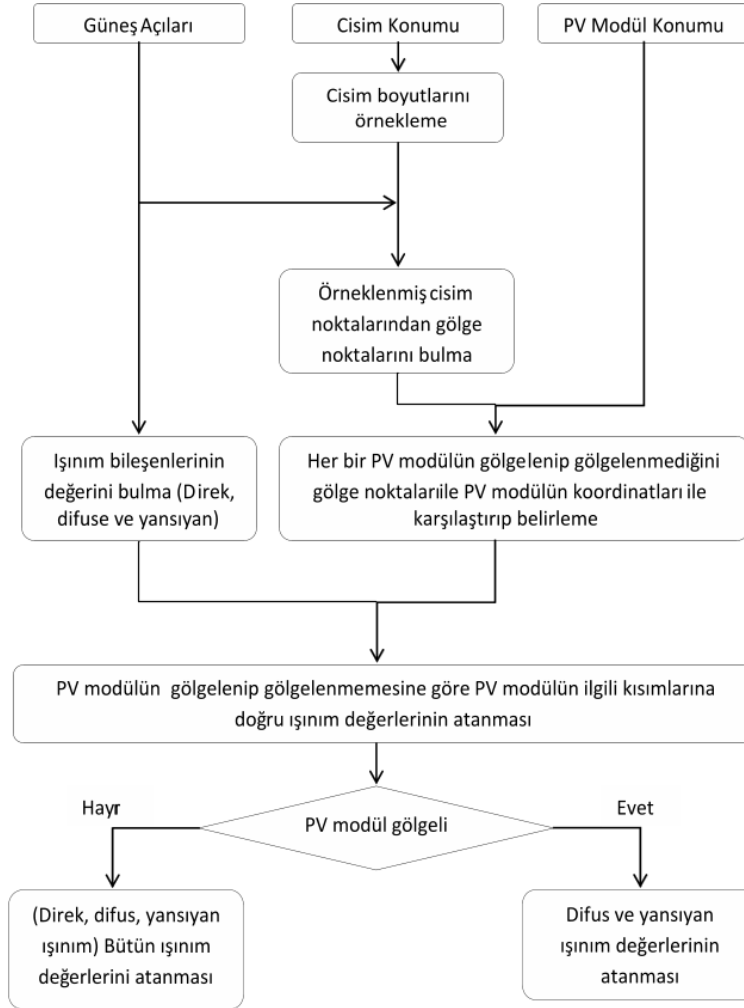 Güneş Açıları
Cisim Konumu
PV Modül Konumu
Cisim boyutlarını
örnekleme
Örneklenmiş cisim
noktalarından gölge
noktalarını bulma
Işınım bileşenlerinin
değerini bulma (Direk,
difuse ve yansıyan)
Her bir PV modülün gölgelenip gölgelenmediğini
gölge noktalarıile PV modülün koordinatları ile
karşılaştırıp belirleme
PV modülün gölgelenip gölgelenmemesine göre PV modülün ilgili kısımlarına
doğru ışınım değerlerinin atanması
Hayr
PV modül gölgeli
Evet
(Direk, difus, yansıyan
ışınım) Bütün ışınım
değerlerini atanması
Difus ve yansıyan
ışınım değerlerinin
atanması